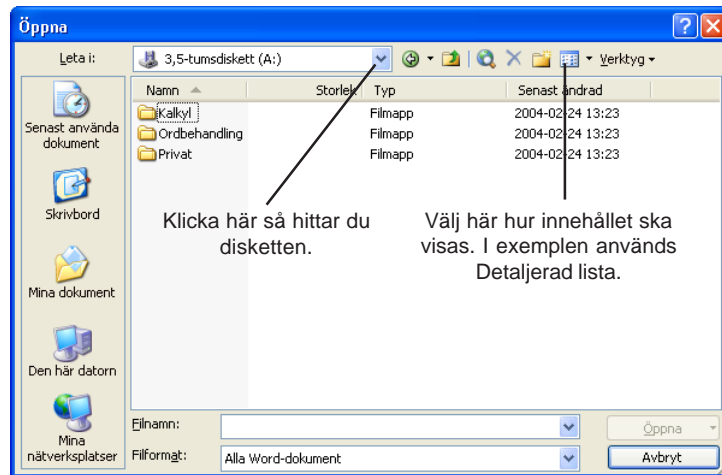 Öppna
Leta i:
3,5-tumsdiskett (A:)
Verktyg
Namn Storlek Typ Senast ändrad
Kalkyl Filmapp 2004-02-24 13:23
Ordbehandling Filmapp 2004-02-24 13:23
Privat Filmapp 2004-02-24 13:23
Senast använda
dokument
Skrivbord
Mina dokument
Den här datorn
Mina
nätverksplatser
Klicka här så hittar du
disketten.
Välj här hur innehållet ska
visas. I exemplen används
Detaljerad lista.
Filnamn:
Öppna
Filformat:
Alla Word-dokument
Avbryt